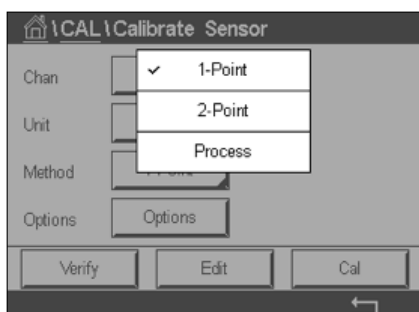 \CAL\Calibrate Sensor
Chan
1-Point
2-Point
Process
Unit
Method
Options
Options
Verify
Edit
Cal